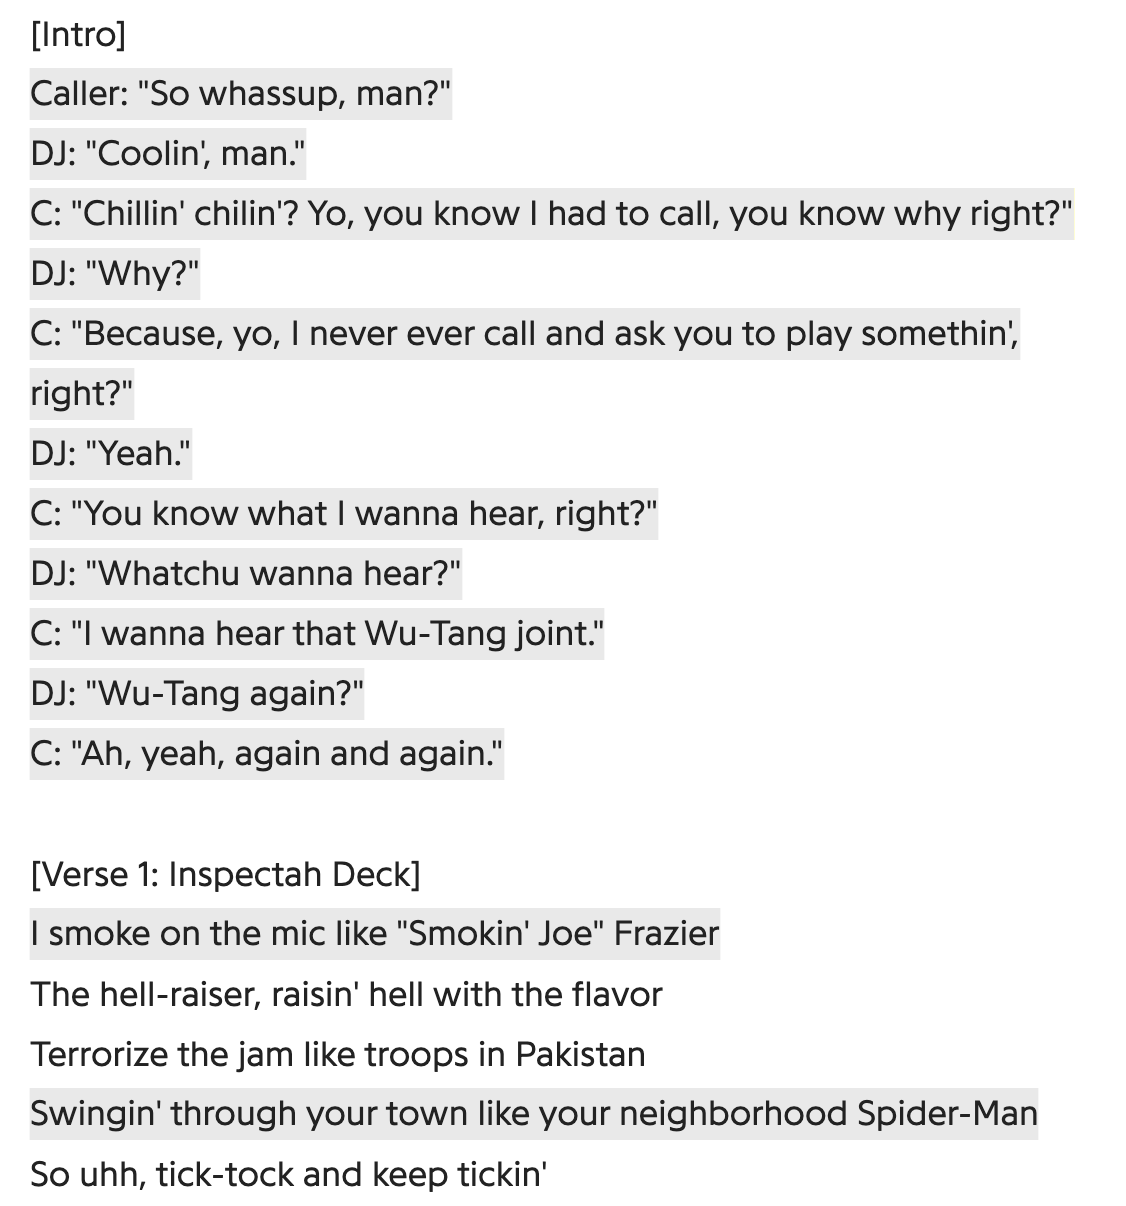 [Intro]
Caller: "So whassup, man?"
DJ: "Coolin', man."
C: "Chillin' chilin'? Yo, you know I had to call, you know why right?"
DJ: "Why?"
C: "Because, yo, I never ever call and ask you to play somethin',
right?"
DJ: "Yeah."
C: "You know what I wanna hear, right?"
DJ: "Whatchu wanna hear?"
C: "I wanna hear that Wu-Tang joint."
DJ: "Wu-Tang again?"
C: "Ah, yeah, again and again."
[Verse 1: Inspectah Deck]
I smoke on the mic like "Smokin' Joe" Frazier
The hell-raiser, raisin' hell with the flavor
Terrorize the jam like troops in Pakistan
Swingin' through your town like your neighborhood Spider-Man
So uhh, tick-tock and keep tickin'